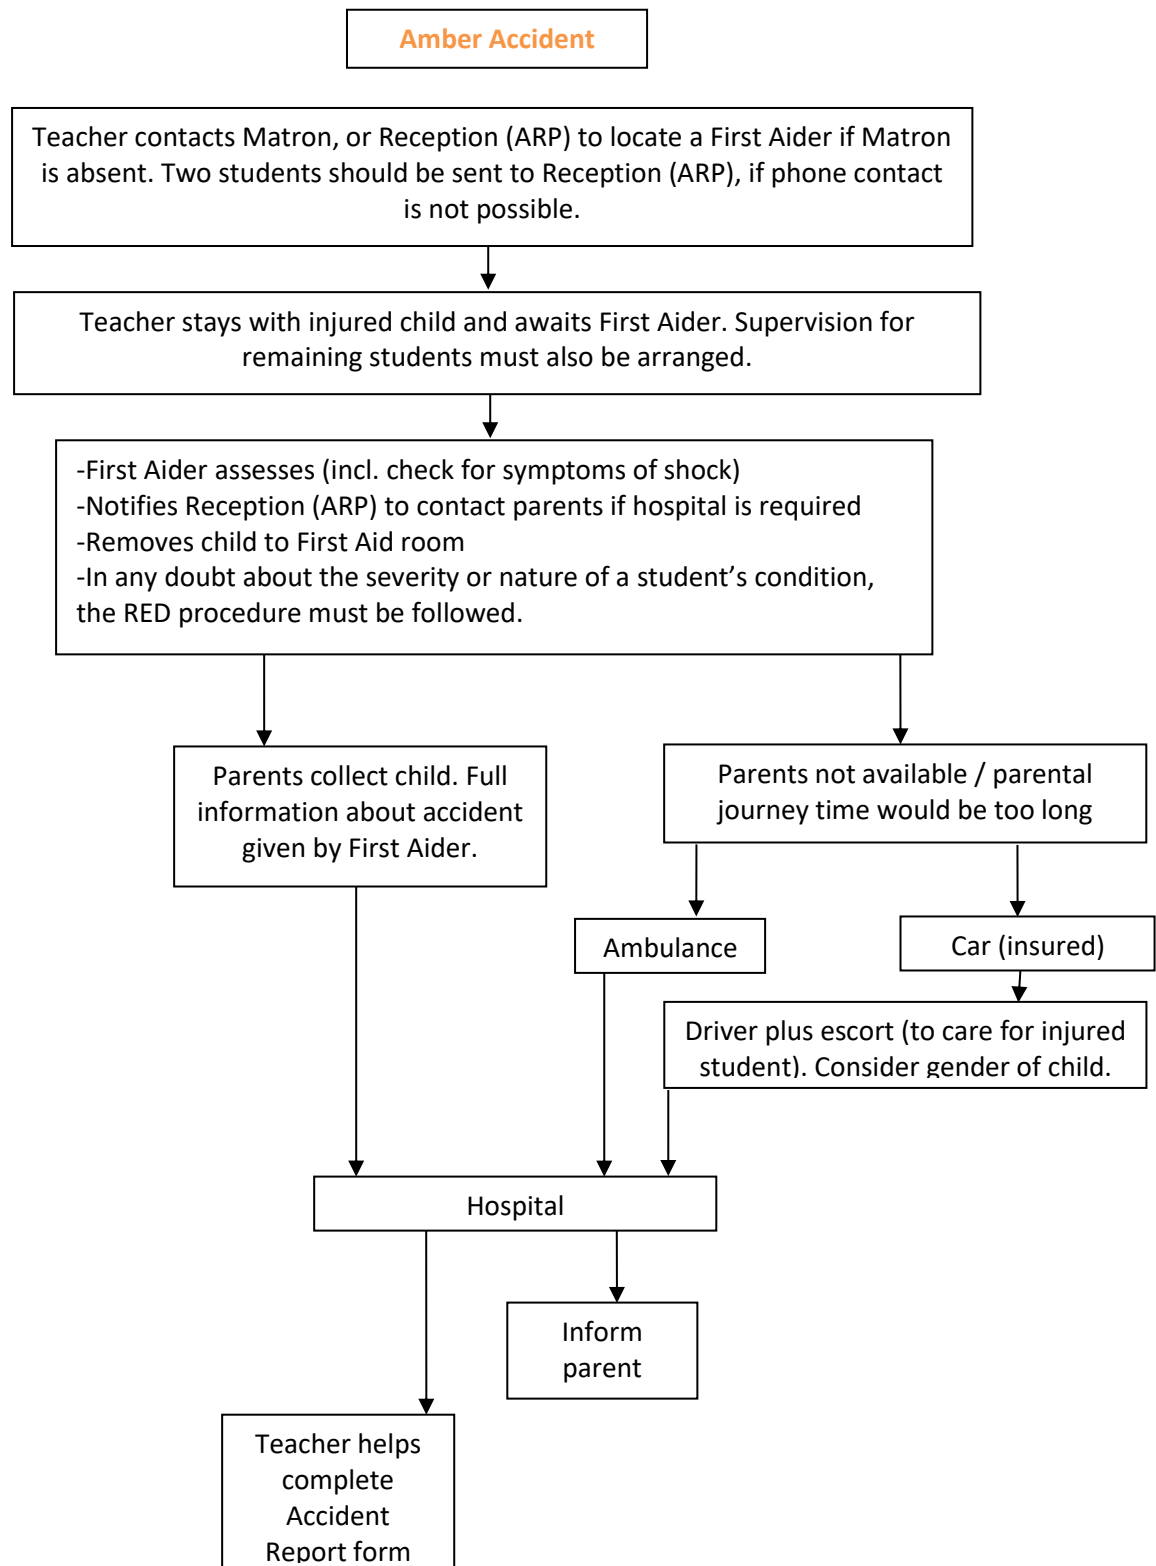 Amber Accident
Teacher contacts Matron, or Reception (ARP) to locate a First Aider if Matron
is absent. Two students should be sent to Reception (ARP), if phone contact
is not possible.
Teacher stays with injured child and awaits First Aider. Supervision for
remaining students must also be arranged.
-First Aider assesses (incl. check for symptoms of shock)
-Notifies Reception (ARP) to contact parents if hospital is required
-Removes child to First Aid room
-In any doubt about the severity or nature of a student’s condition,
the RED procedure must be followed.
Parents collect child. Full
information about accident
given by First Aider.
Parents not available / parental
journey time would be too long
Ambulance
Car (insured)
Driver plus escort (to care for injured
student). Consider gender of child.
Hospital
Inform
parent
Teacher helps
complete
Accident
Report form